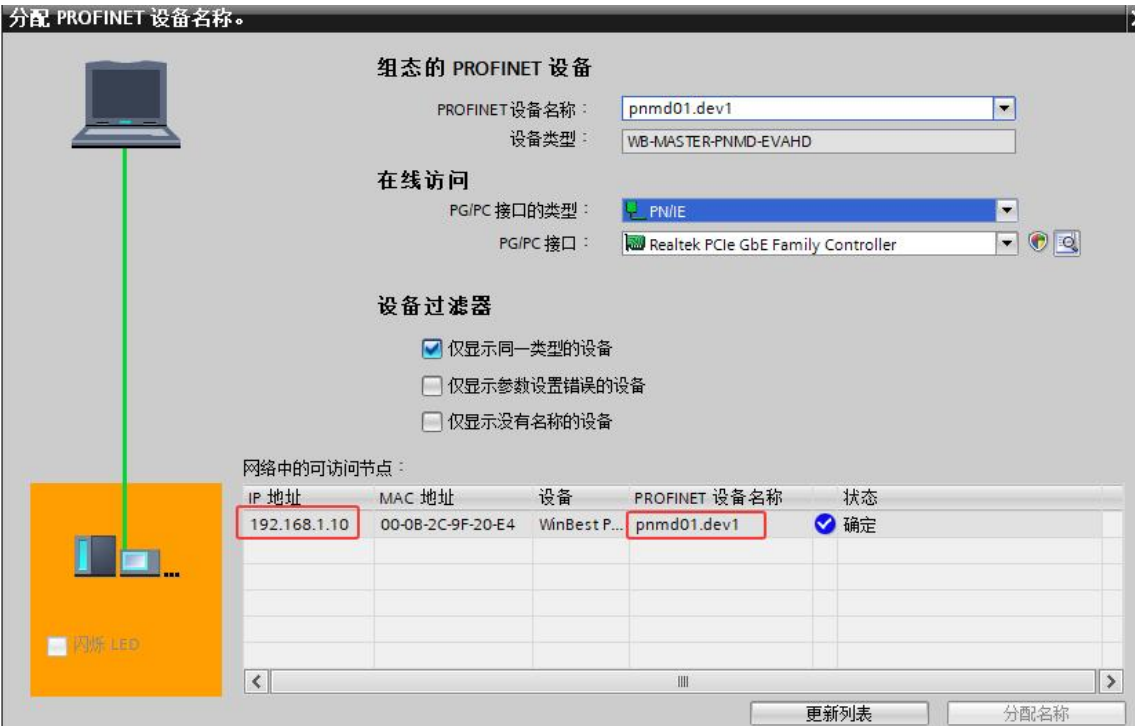 分配 PROFINET 设备名称。
组态的 PROFINET 设备
PROFINET设备名称： pnmd01.dev1
设备类型： WB-MASTER-PNMD-EVAHD
在线访问
PG/PC 接口的类型： PN/IE
PG/PC 接口： Realtek PCIe GbE Family Controller
设备过滤器
仅显示同一类型的设备
仅显示参数设置错误的设备
仅显示没有名称的设备
网络中的可访问节点：
IP 地址 MAC 地址 设备 PROFINET 设备名称 状态
192.168.1.10 00-0B-2C-9F-20-E4 WinBest P... pnmd01.dev1 确定
闪烁 LED
更新列表 分配名称